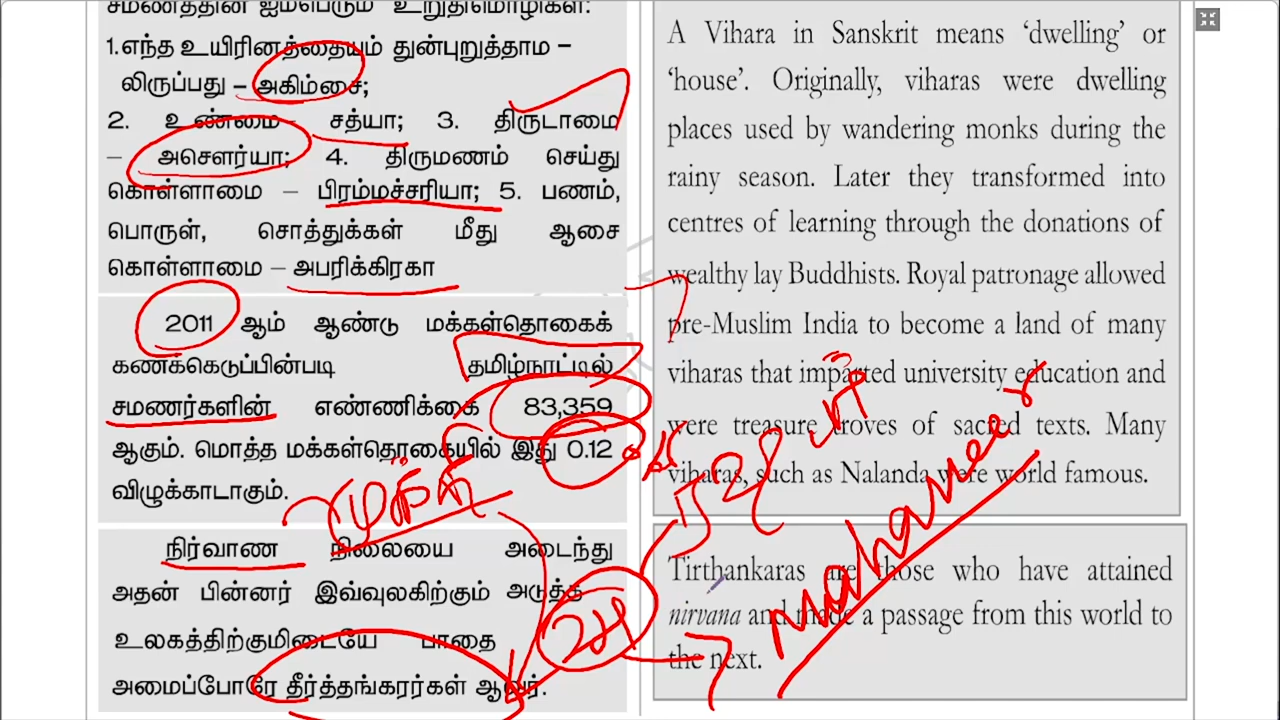 சமணத்தின் ஐம்பெரும் உறுதிமொழிகள்:
1.எந்த உயிரினத்தையும் துன்புறுத்தாம –
லிருப்பது – அகிம்சை;
2. உண்மை– சத்யா; 3. திருடாமை
– அசௌர்யா; 4. திருமணம் செய்து
கொள்ளாமை – பிரம்மச்சரியா; 5. பணம்,
பொருள், சொத்துக்கள் மீது ஆசை
கொள்ளாமை – அபரிக்கிரகா
2011 ஆம் ஆண்டு மக்கள்தொகைக்
கணக்கெடுப்பின்படி தமிழ்நாட்டில்
சமணர்களின் எண்ணிக்கை 83,359
ஆகும். மொத்த மக்கள்தொகையில் இது 0.12
விழுக்காடாகும்.
நிர்வாண நிலையை அடைந்து
அதன் பின்னர் இவ்வுலகிற்கும் அடுத்த
உலகத்திற்குமிடையே பாதை
அமைப்போரே தீர்த்தங்கரர்கள் ஆவர்.
24
A Vihara in Sanskrit means ‘dwelling’ or
‘house’. Originally, viharas were dwelling
places used by wandering monks during the
rainy season. Later they transformed into
centres of learning through the donations of
wealthy lay Buddhists. Royal patronage allowed
pre-Muslim India to become a land of many
viharas that imparted university education and
were treasure troves of sacred texts. Many
viharas, such as Nalanda were world famous.
Tirthankaras are those who have attained
nirvana and made a passage from this world to
the next.
Mahaveer